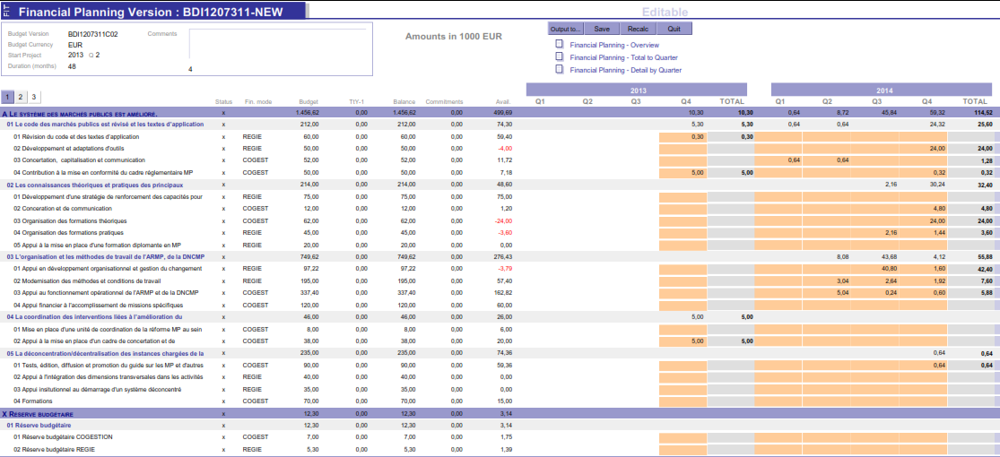 FIT
Financial Planning Version : BDI1207311-NEW
Editable
Budget Version BDI1207311C02 Comments
Budget Currency EUR
Start Project 2013 Q 2
Duration (months) 48
4
Amounts in 1000 EUR
Output to... Save Recalc Quit
Financial Planning - Overview
Financial Planning - Total to Quarter
Financial Planning - Detail by Quarter
1 2 3
2013 2014
Status Fin. mode Budget TIY-1 Balance Commitments Avail. Q1 Q2 Q3 Q4 TOTAL Q1 Q2 Q3 Q4 TOTAL
A LE SYSTÈME DES MARCHÉS PUBLICS EST AMÉLIORÉ. x 1.456,62 0,00 1.456,62 0,00 499,69 10,30 10,30 0,64 8,72 45,84 59,32 114,52
01 Le code des marchés publics est révisé et les textes d'application x 212,00 0,00 212,00 0,00 74,30 5,30 5,30 0,64 0,64 24,32 25,60
01 Révision du code et des textes d'application x REGIE 60,00 0,00 60,00 0,00 59,40 0,30 0,30
02 Développement et adaptations d'outils x REGIE 50,00 0,00 50,00 0,00 -4,00 24,00 24,00
03 Concertation, capitalisation et communication x COGEST 52,00 0,00 52,00 0,00 11,72 0,64 0,64 1,28
04 Contribution à la mise en conformité du cadre réglementaire MP x COGEST 50,00 0,00 50,00 0,00 7,18 5,00 5,00 0,32 0,32
02 Les connaissances théoriques et pratiques des principaux x 214,00 0,00 214,00 0,00 48,60 2,16 30,24 32,40
01 Développement d'une stratégie de renforcement des capacités pour x REGIE 75,00 0,00 75,00 0,00 75,00
02 Conceration et de communication x COGEST 12,00 0,00 12,00 0,00 1,20 4,80 4,80
03 Organisation des formations théoriques x COGEST 62,00 0,00 62,00 0,00 -24,00 24,00 24,00
04 Organisation des formations pratiques x REGIE 45,00 0,00 45,00 0,00 -3,60 2,16 1,44 3,60
05 Appui à la mise en place d'une formation diplomante en MP x REGIE 20,00 0,00 20,00 0,00 0,00
03 L'organisation et les méthodes de travail de l'ARMP, de la DNCMP x 749,62 0,00 749,62 0,00 276,43 8,08 43,68 4,12 55,88
01 Appui en développement organisationnel et gestion du changement x REGIE 97,22 0,00 97,22 0,00 -3,79 40,80 1,60 42,40
02 Modernisation des méthodes et conditions de travail x REGIE 195,00 0,00 195,00 0,00 57,40 3,04 2,64 1,92 7,60
03 Appui au fonctionnement opérationnel de l'ARMP et de la DNCMP x COGEST 337,40 0,00 337,40 0,00 162,82 5,04 0,24 0,60 5,88
04 Appui financier à l'accomplissement de missions spécifiques x COGEST 120,00 0,00 120,00 0,00 60,00
04 La coordination des interventions liées à l'amélioration du x 46,00 0,00 46,00 0,00 26,00 5,00 5,00
01 Mise en place d'une unité de coordination de la réforme MP au sein x COGEST 8,00 0,00 8,00 0,00 6,00
02 Appui à la mise en place d'un cadre de concertation et de x COGEST 38,00 0,00 38,00 0,00 20,00 5,00 5,00
05 La déconcentration/décentralisation des instances chargées de la x 235,00 0,00 235,00 0,00 74,36 0,64 0,64
01 Tests, édition, diffusion et promotion du guide sur les MP et d'autres x COGEST 90,00 0,00 90,00 0,00 59,36 0,64 0,64
02 Appui à l'intégration des dimensions transversales dans les activités x REGIE 40,00 0,00 40,00 0,00 0,00
03 Appui insitutionnel au démarrage d'un système déconcentré x REGIE 35,00 0,00 35,00 0,00 0,00
04 Formations x COGEST 70,00 0,00 70,00 0,00 15,00
X RÉSERVE BUDGÉTAIRE x 12,30 0,00 12,30 0,00 3,14
01 Réserve budgétaire x 12,30 0,00 12,30 0,00 3,14
01 Réserve budgétaire COGESTION x COGEST 7,00 0,00 7,00 0,00 1,75
02 Réserve budgétaire REGIE x REGIE 5,30 0,00 5,30 0,00 1,39